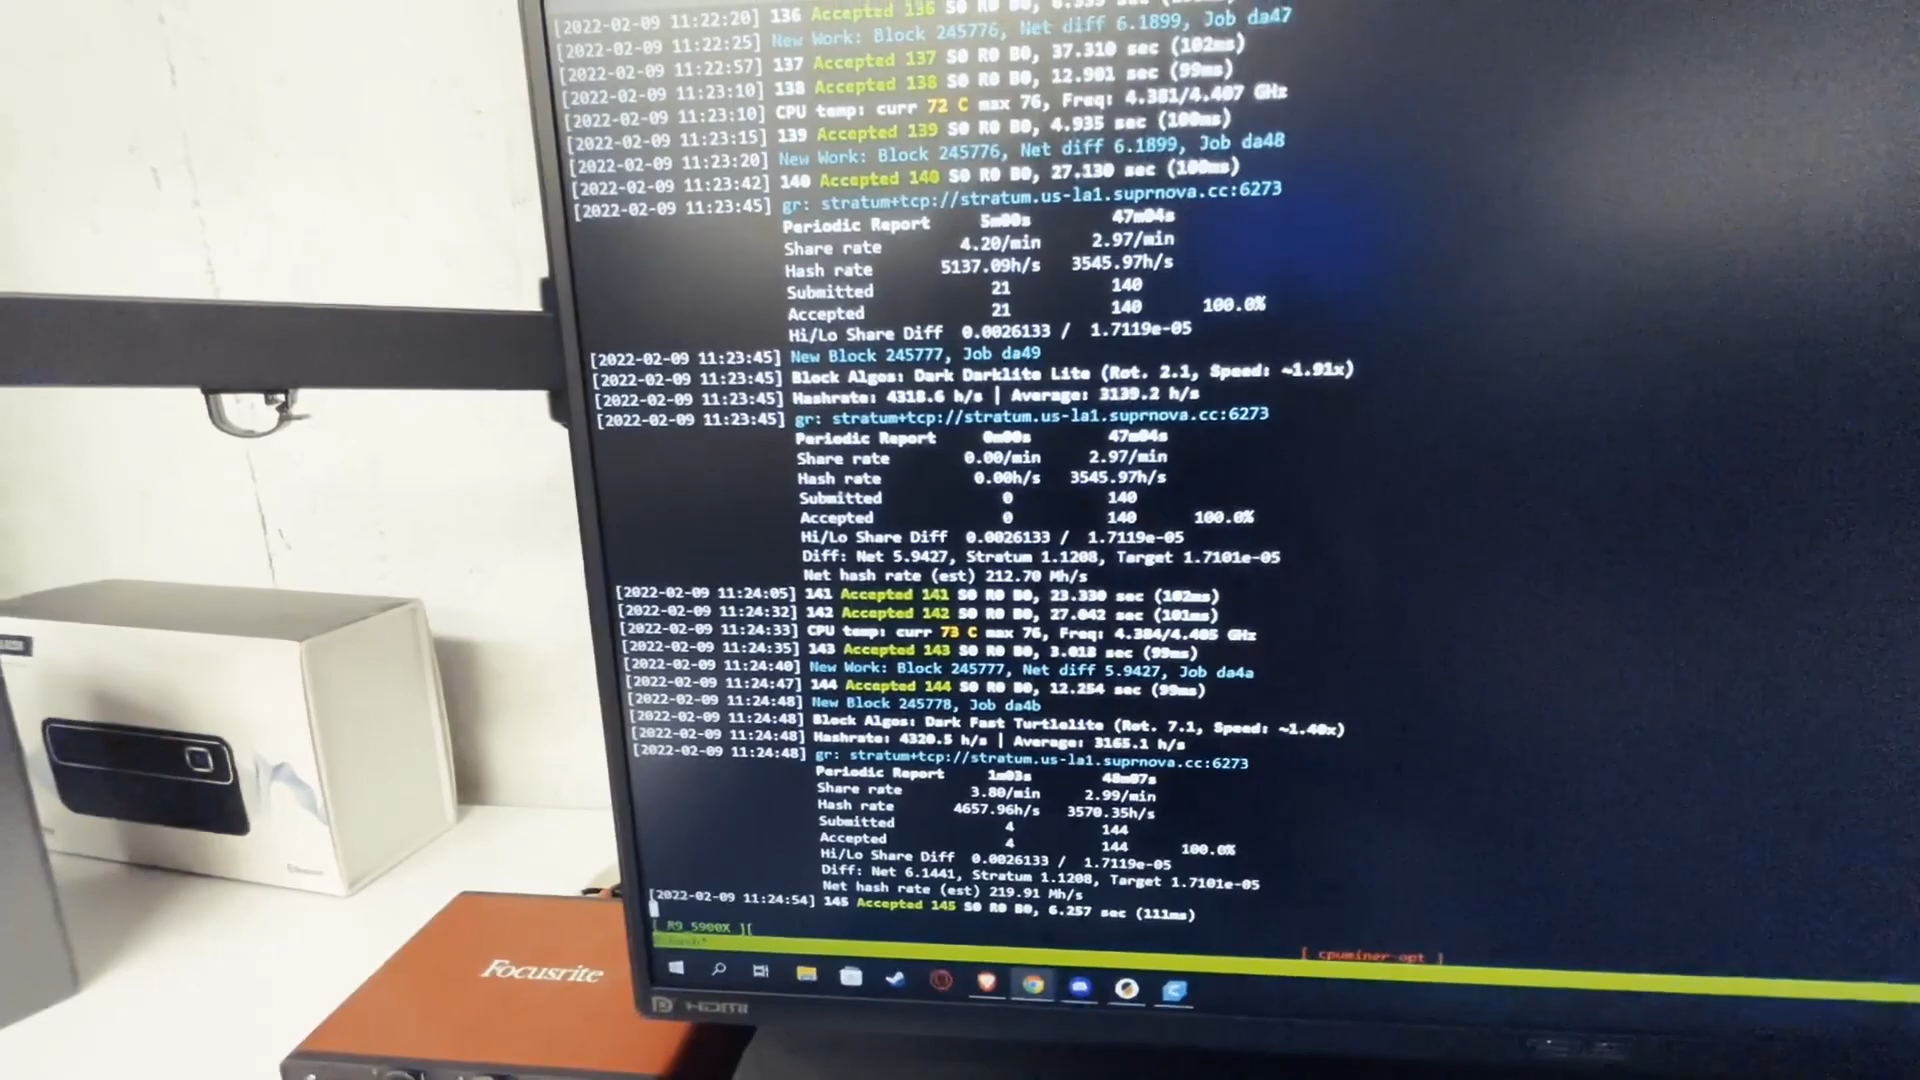 [2022-02-09 11:22:20] 136 Accepted 136 S0 R0 B0,
[2022-02-09 11:22:25] New Work: Block 245776, Net diff 6.1899, Job da47
[2022-02-09 11:22:57] 137 Accepted 137 S0 R0 B0, 37.310 sec (102ms)
[2022-02-09 11:23:10] 138 Accepted 138 S0 R0 B0, 12.901 sec (99ms)
[2022-02-09 11:23:10] CPU temp: curr 72 C max 76, Freq: 4.381/4.407 GHz
[2022-02-09 11:23:15] 139 Accepted 139 S0 R0 B0, 4.935 sec (100ms)
[2022-02-09 11:23:20] New Work: Block 245776, Net diff 6.1899, Job da48
[2022-02-09 11:23:42] 140 Accepted 140 S0 R0 B0, 27.130 sec (100ms)
[2022-02-09 11:23:45] gr: stratum+tcp://stratum.us-la1.suprnova.cc:6273
Periodic Report 5m00s 47m04s
Share rate 4.20/min 2.97/min
Hash rate 5137.09h/s 3545.97h/s
Submitted 21 140
Accepted 21 140 100.0%
Hi/Lo Share Diff 0.0026133 / 1.7119e-05
[2022-02-09 11:23:45] New Block 245777, Job da49
[2022-02-09 11:23:45] Block Algos: Dark Darklite Lite (Rot. 2.1, Speed: ~1.91x)
[2022-02-09 11:23:45] Hashrate: 4318.6 h/s | Average: 3139.2 h/s
[2022-02-09 11:23:45] gr: stratum+tcp://stratum.us-la1.suprnova.cc:6273
Periodic Report 0m00s 47m04s
Share rate 0.00/min 2.97/min
Hash rate 0.00h/s 3545.97h/s
Submitted 0 140
Accepted 0 140 100.0%
Hi/Lo Share Diff 0.0026133 / 1.7119e-05
Diff: Net 5.9427, Stratum 1.1208, Target 1.7101e-05
Net hash rate (est) 212.70 Mh/s
[2022-02-09 11:24:05] 141 Accepted 141 S0 R0 B0, 23.330 sec (102ms)
[2022-02-09 11:24:32] 142 Accepted 142 S0 R0 B0, 27.042 sec (101ms)
[2022-02-09 11:24:33] CPU temp: curr 73 C max 76, Freq: 4.384/4.405 GHz
[2022-02-09 11:24:35] 143 Accepted 143 S0 R0 B0, 3.018 sec (99ms)
[2022-02-09 11:24:40] New Work: Block 245777, Net diff 5.9427, Job da4a
[2022-02-09 11:24:47] 144 Accepted 144 S0 R0 B0, 12.254 sec (99ms)
[2022-02-09 11:24:48] New Block 245778, Job da4b
[2022-02-09 11:24:48] Block Algos: Dark Fast Turtlelite (Rot. 7.1, Speed: ~1.40x)
[2022-02-09 11:24:48] Hashrate: 4320.5 h/s | Average: 3165.1 h/s
[2022-02-09 11:24:48] gr: stratum+tcp://stratum.us-la1.suprnova.cc:6273
Periodic Report 1m03s 48m07s
Share rate 3.80/min 2.99/min
Hash rate 4657.96h/s 3570.35h/s
Submitted 4 144
Accepted 4 144 100.0%
Hi/Lo Share Diff 0.0026133 / 1.7119e-05
Diff: Net 6.1441, Stratum 1.1208, Target 1.7101e-05
Net hash rate (est) 219.91 Mh/s
[2022-02-09 11:24:54] 145 Accepted 145 S0 R0 B0, 6.257 sec (111ms)
[ R9 5900X ][
[ cpuminer opt ]
HDMI
Focusrite